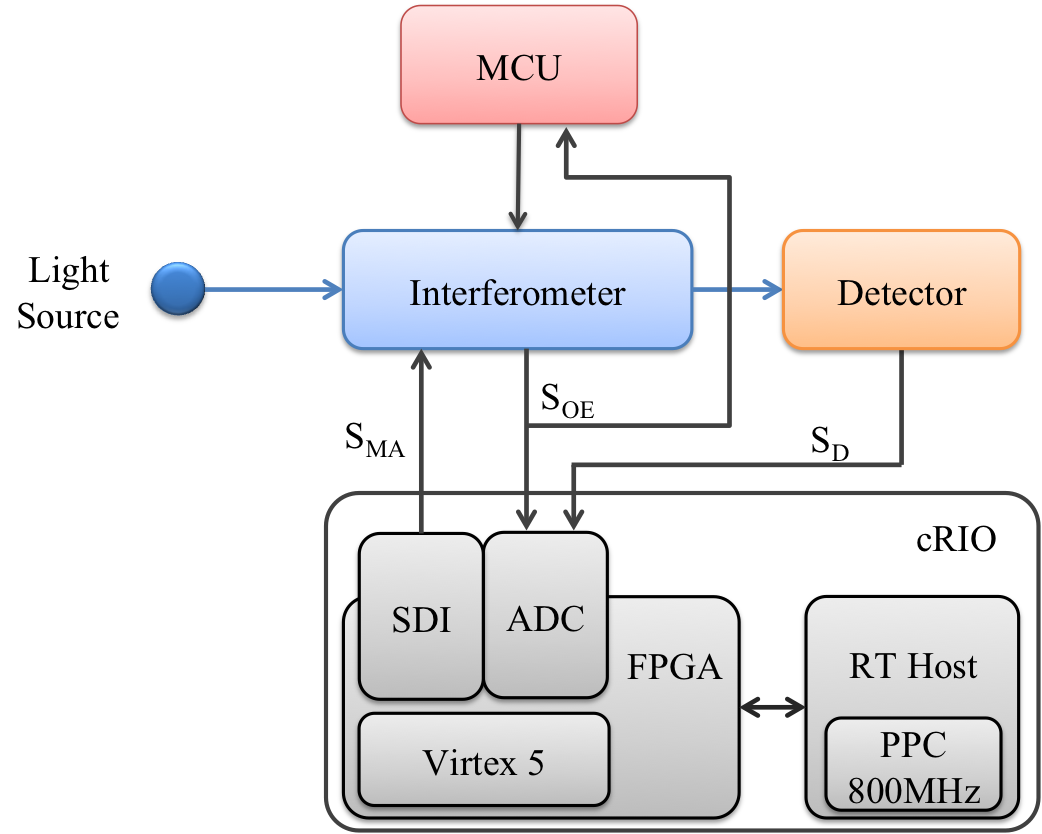 MCU
Light
Source
Interferometer
Detector
S_OE
S_MA
S_D
cRIO
SDI
ADC
FPGA
RT Host
Virtex 5
PPC
800MHz